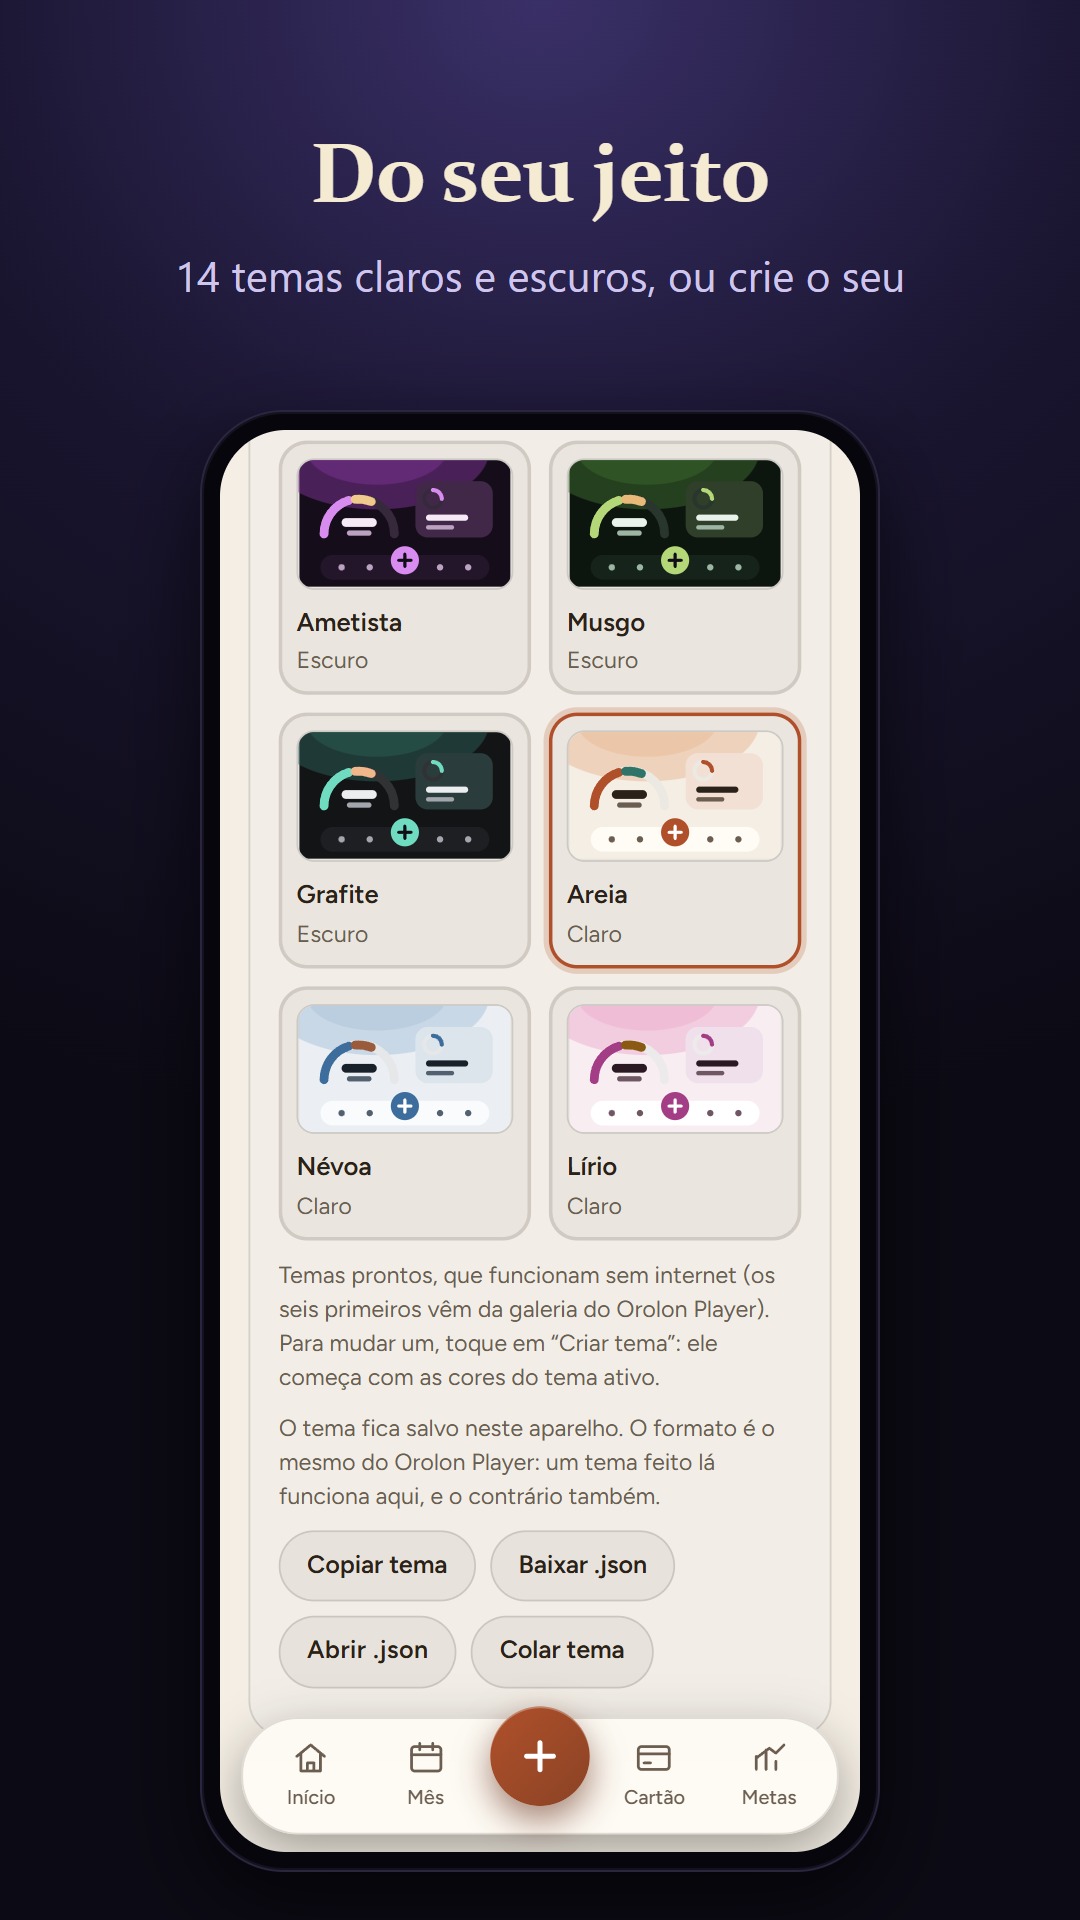 Do seu jeito
14 temas claros e escuros, ou crie o seu
Ametista
Escuro
Musgo
Escuro
Grafite
Escuro
Areia
Claro
Névoa
Claro
Lírio
Claro
Temas prontos, que funcionam sem internet (os
seis primeiros vêm da galeria do Orolon Player).
Para mudar um, toque em “Criar tema”: ele
começa com as cores do tema ativo.
O tema fica salvo neste aparelho. O formato é o
mesmo do Orolon Player: um tema feito lá
funciona aqui, e o contrário também.
Copiar tema
Baixar .json
Abrir .json
Colar tema
Início
Mês
Cartão
Metas